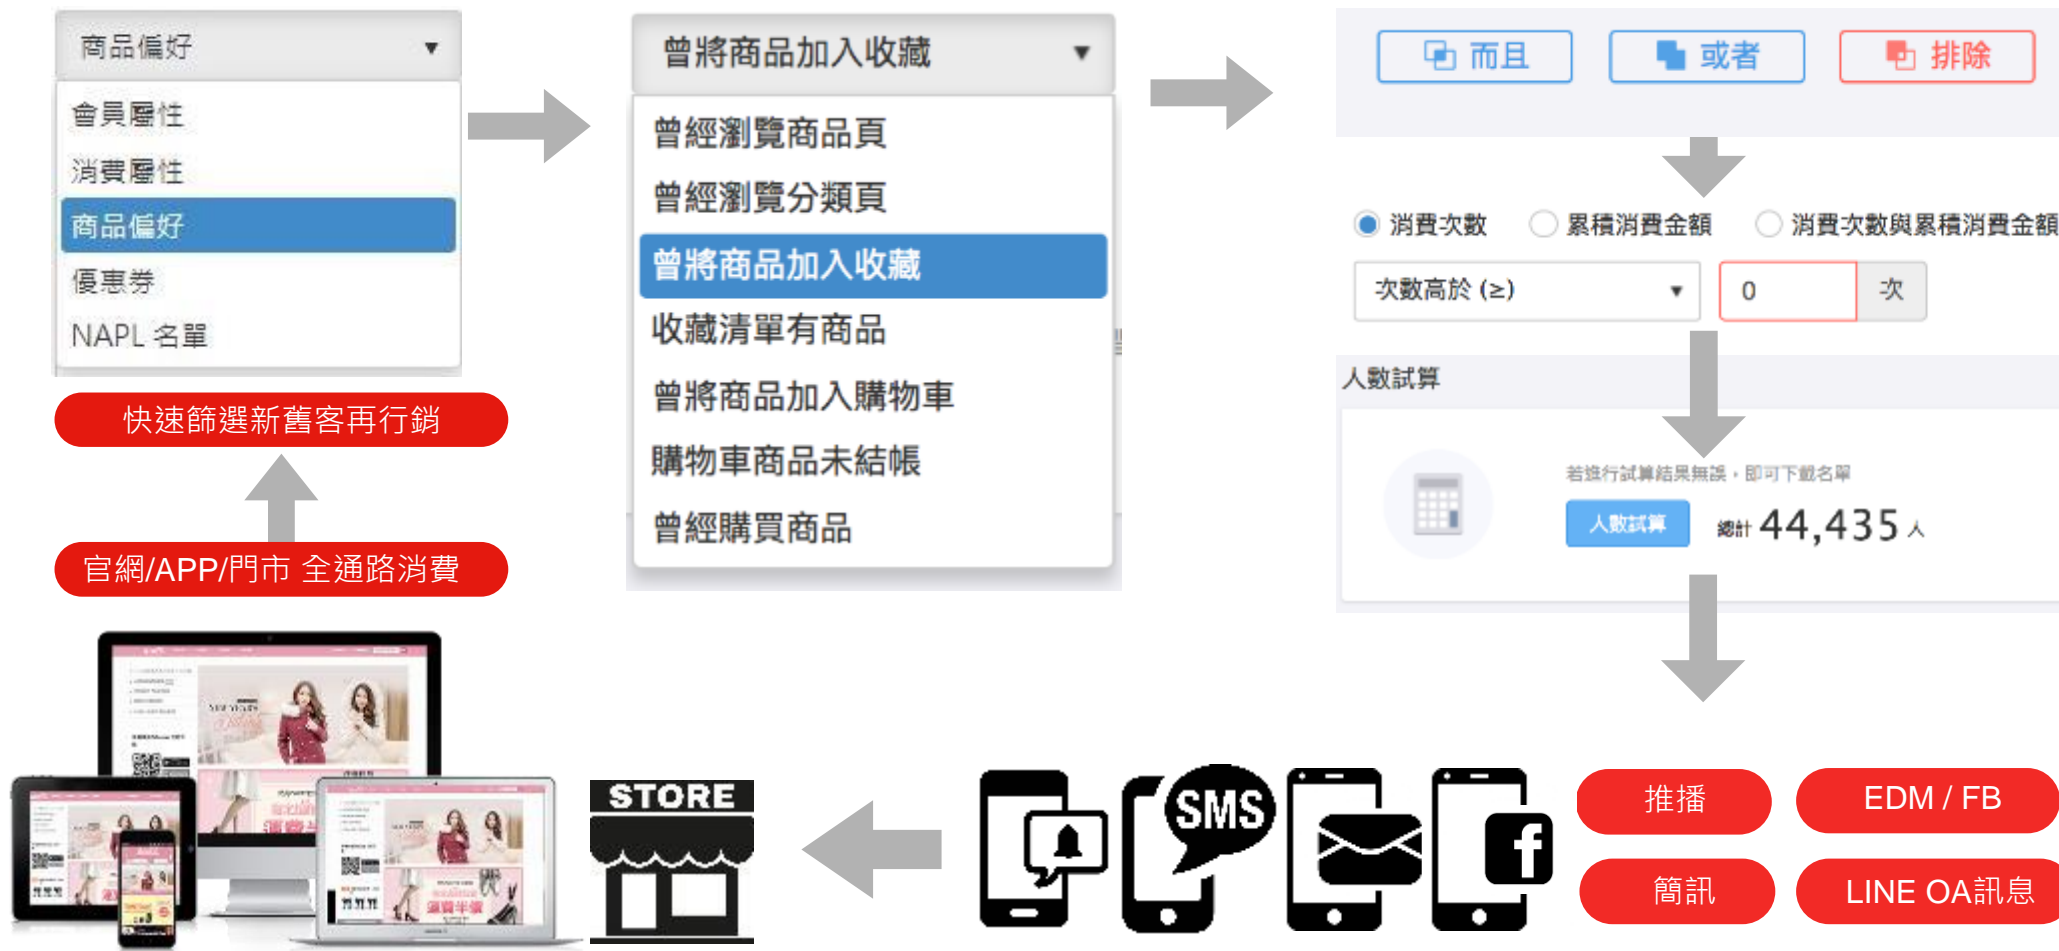 商品偏好
會員屬性
消費屬性
商品偏好
優惠券
NAPL 名單
快速篩選新舊客再行銷
官網/APP/門市 全通路消費
曾將商品加入收藏
曾經瀏覽商品頁
曾經瀏覽分類頁
曾將商品加入收藏
收藏清單有商品
曾將商品加入購物車
購物車商品未結帳
曾經購買商品
而且 或者 排除
消費次數 累積消費金額 消費次數與累積消費金額
次數高於 (≥) 0 次
人數試算
若進行試算結果無誤，即可下載名單
人數試算 總計 44,435 人
STORE
SMS
推播 EDM / FB
簡訊 LINE OA訊息